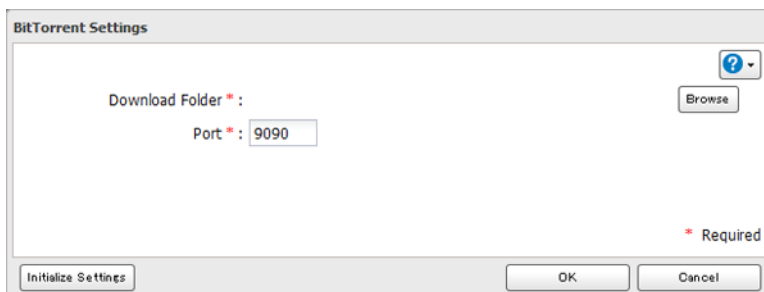 BitTorrent Settings
?
Download Folder * :
Browse
Port * : 9090
* Required
Initialize Settings
OK
Cancel